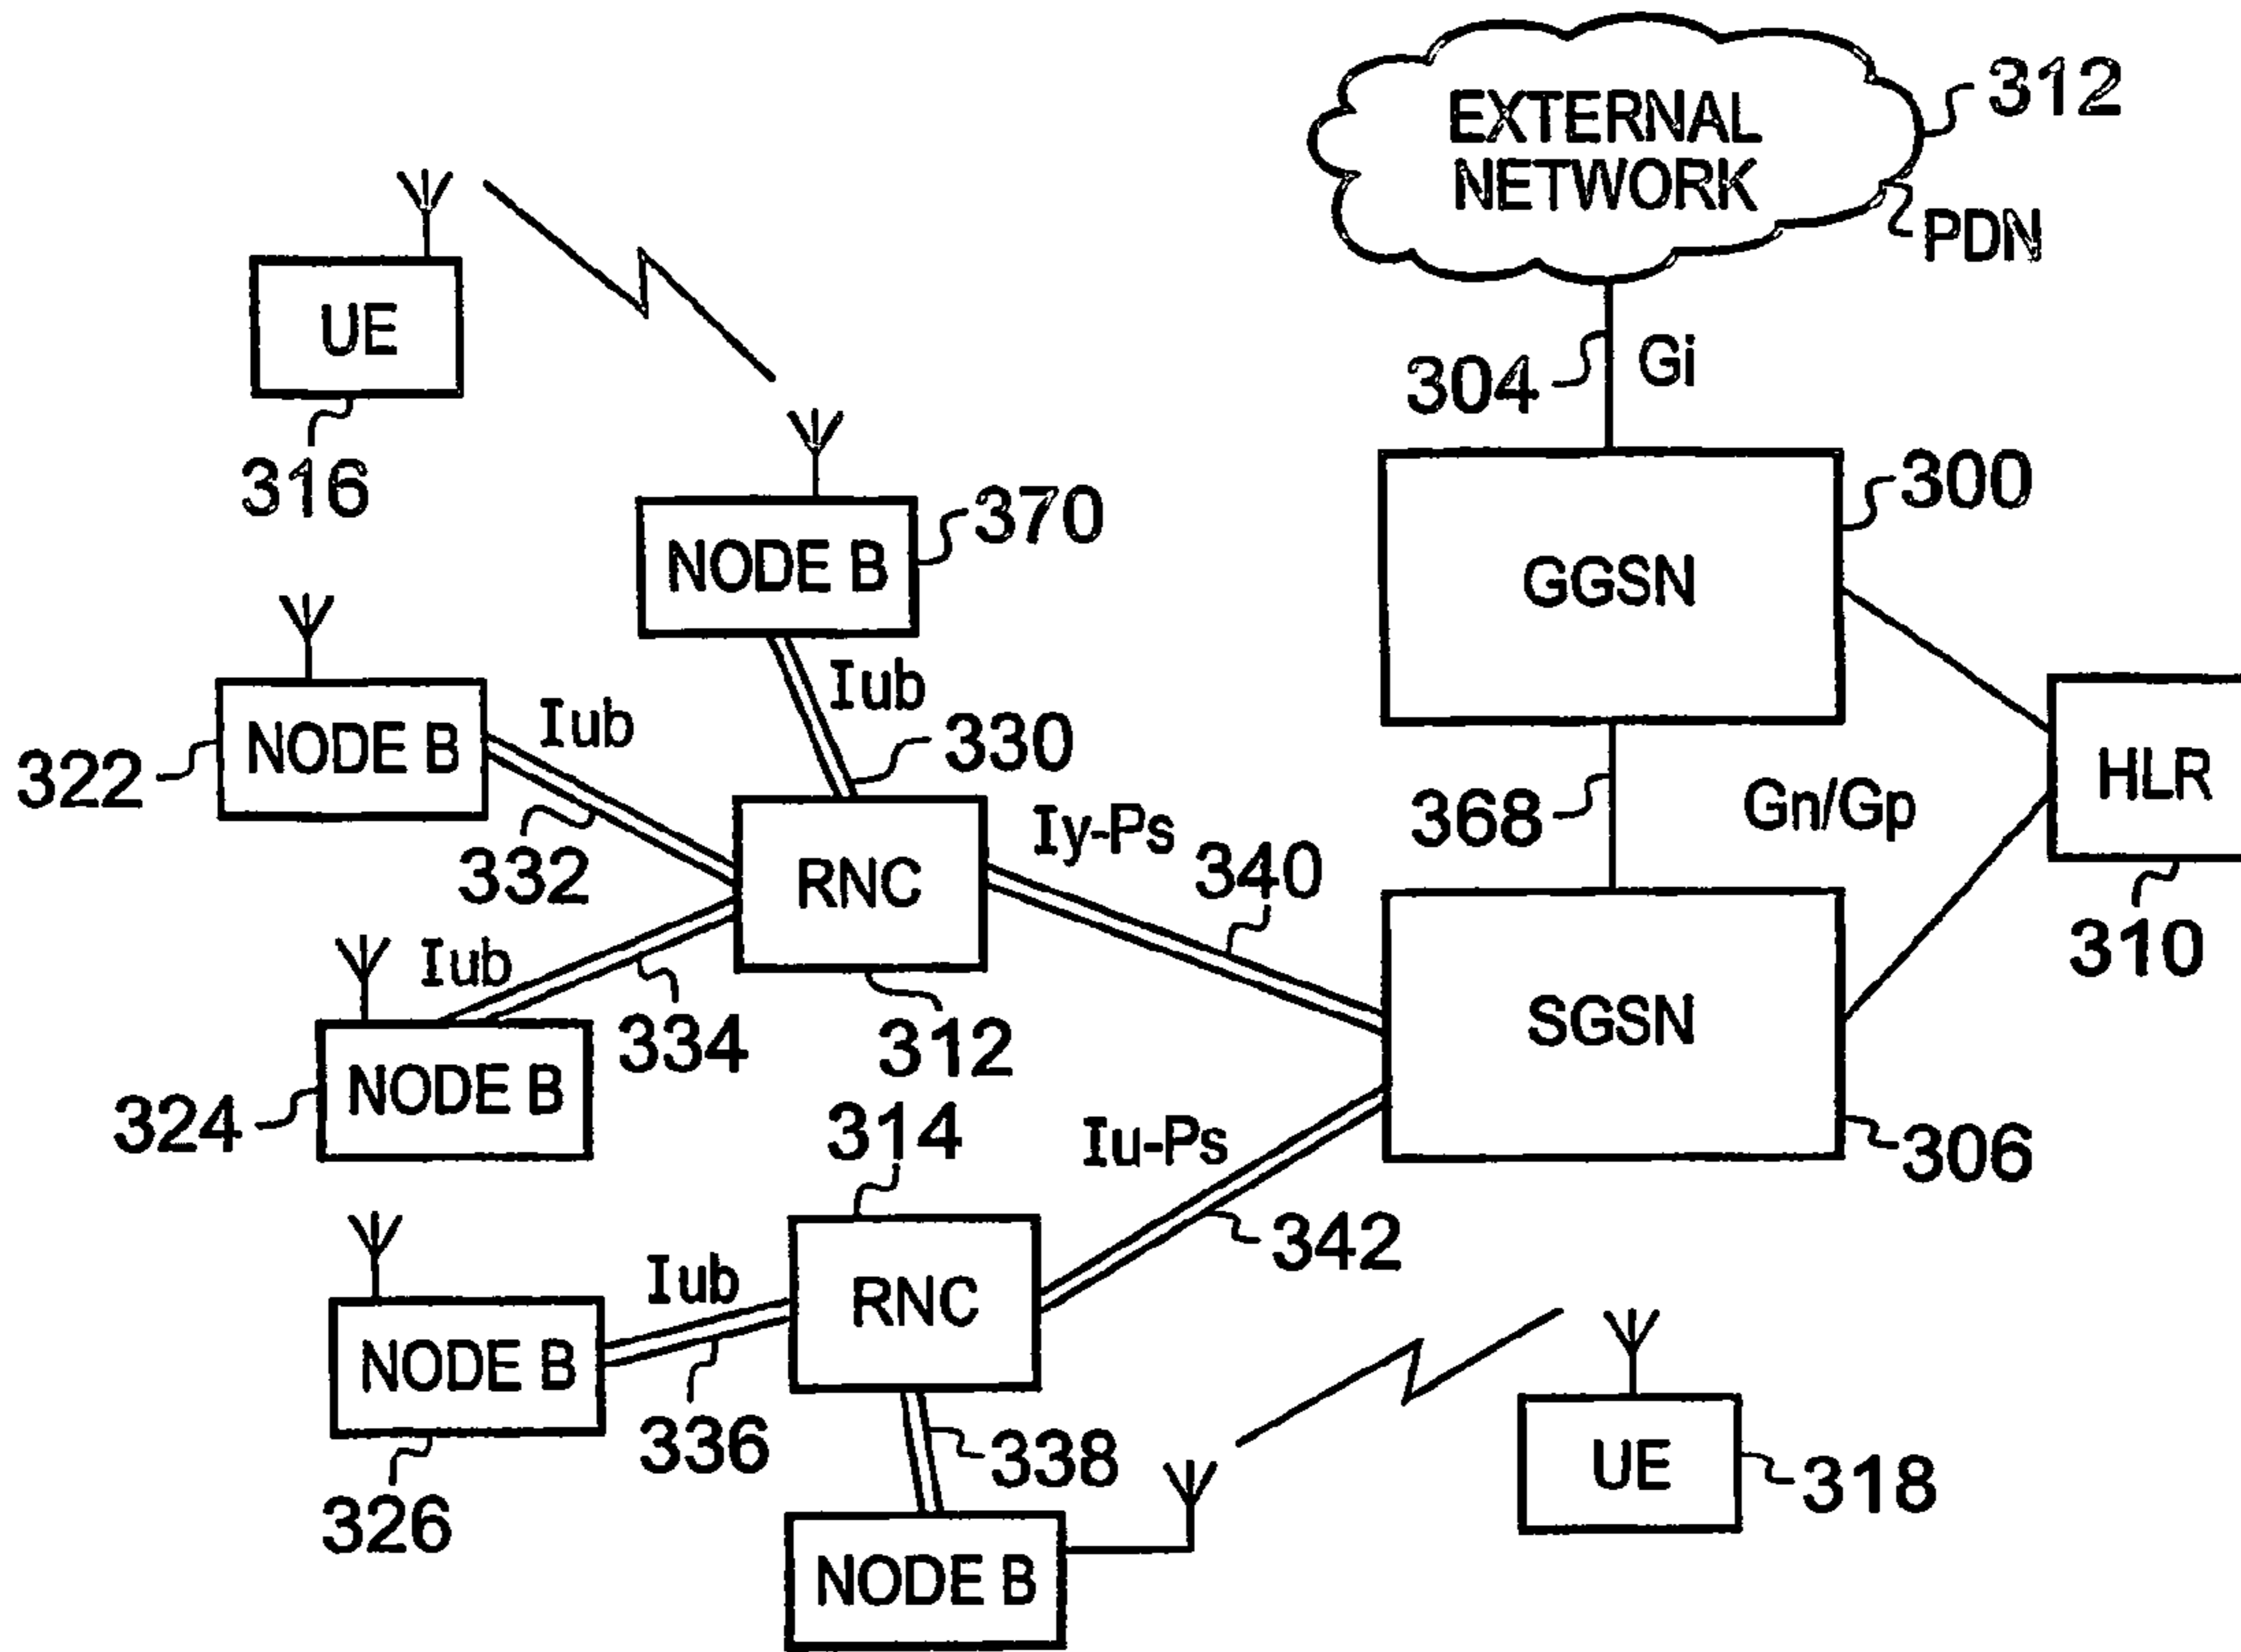 EXTERNAL
NETWORK
312
PDN
304
Gi
UE
316
NODE B
370
GGSN
300
NODE B
322
Iub
332
Iub
330
HLR
310
368
Gn/Gp
RNC
312
Iy-Ps
340
Iub
334
NODE B
324
SGSN
306
314
Iu-Ps
342
RNC
Iub
336
NODE B
326
338
NODE B
UE
318